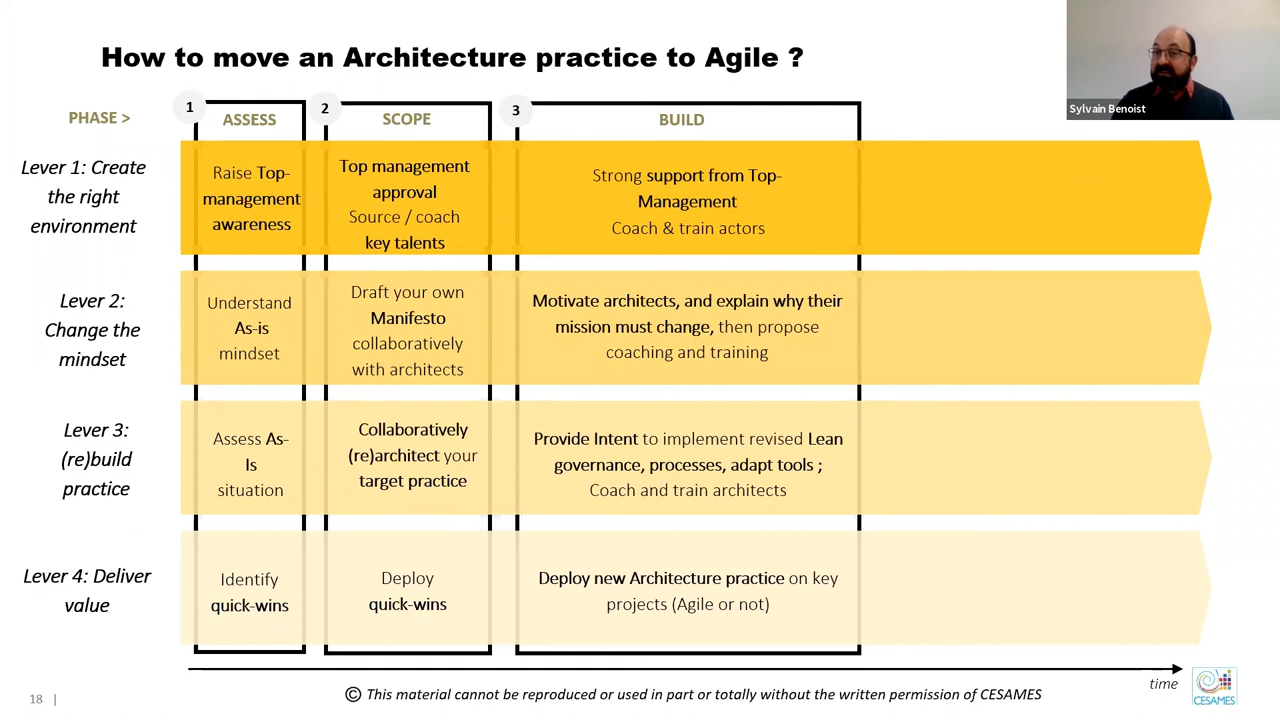 How to move an Architecture practice to Agile ?
Sylvain Benoist
PHASE >
1
ASSESS
2
SCOPE
3
BUILD
Lever 1: Create
the right
environment
Raise Top-
management
awareness
Top management
approval
Source / coach
key talents
Strong support from Top-
Management
Coach & train actors
Lever 2:
Change the
mindset
Understand
As-is
mindset
Draft your own
Manifesto
collaboratively
with architects
Motivate architects, and explain why their
mission must change, then propose
coaching and training
Lever 3:
(re)build
practice
Assess As-
Is
situation
Collaboratively
(re)architect your
target practice
Provide Intent to implement revised Lean
governance, processes, adapt tools ;
Coach and train architects
Lever 4: Deliver
value
Identify
quick-wins
Deploy
quick-wins
Deploy new Architecture practice on key
projects (Agile or not)
time
18 |
© This material cannot be reproduced or used in part or totally without the written permission of CESAMES
CESAMES